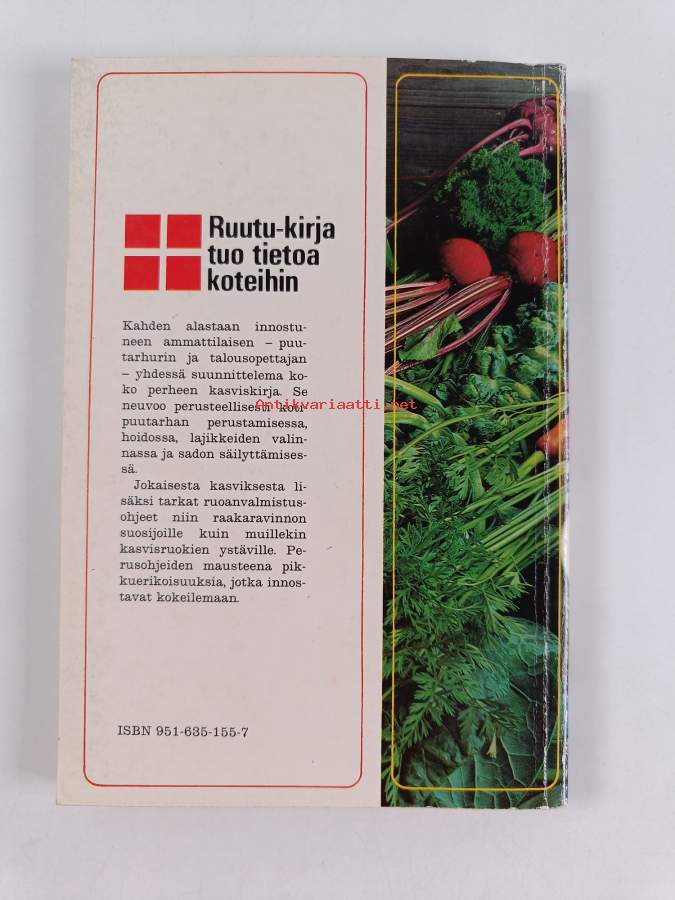 Ruutu-kirja
tuo tietoa
koteihin
Kahden alastaan innostu-
neen ammattilaisen – puu-
tarhurin ja talousopettajan
– yhdessä suunnittelema ko-
ko perheen kasviskirja. Se
neuvoo perusteellisesti koti-
Antikvariaatti.net
puutarhan perustamisessa,
hoidossa, lajikkeiden valin-
nassa ja sadon säilyttämises-
sä.
Jokaisesta kasviksesta li-
säksi tarkat ruoanvalmistus-
ohjeet niin raakaravinnon
suosijoille kuin muillekin
kasvisruokien ystäville. Pe-
rusohjeiden mausteena pik-
kuerikoisuuksia, jotka innos-
tavat kokeilemaan.
ISBN 951-635-155-7